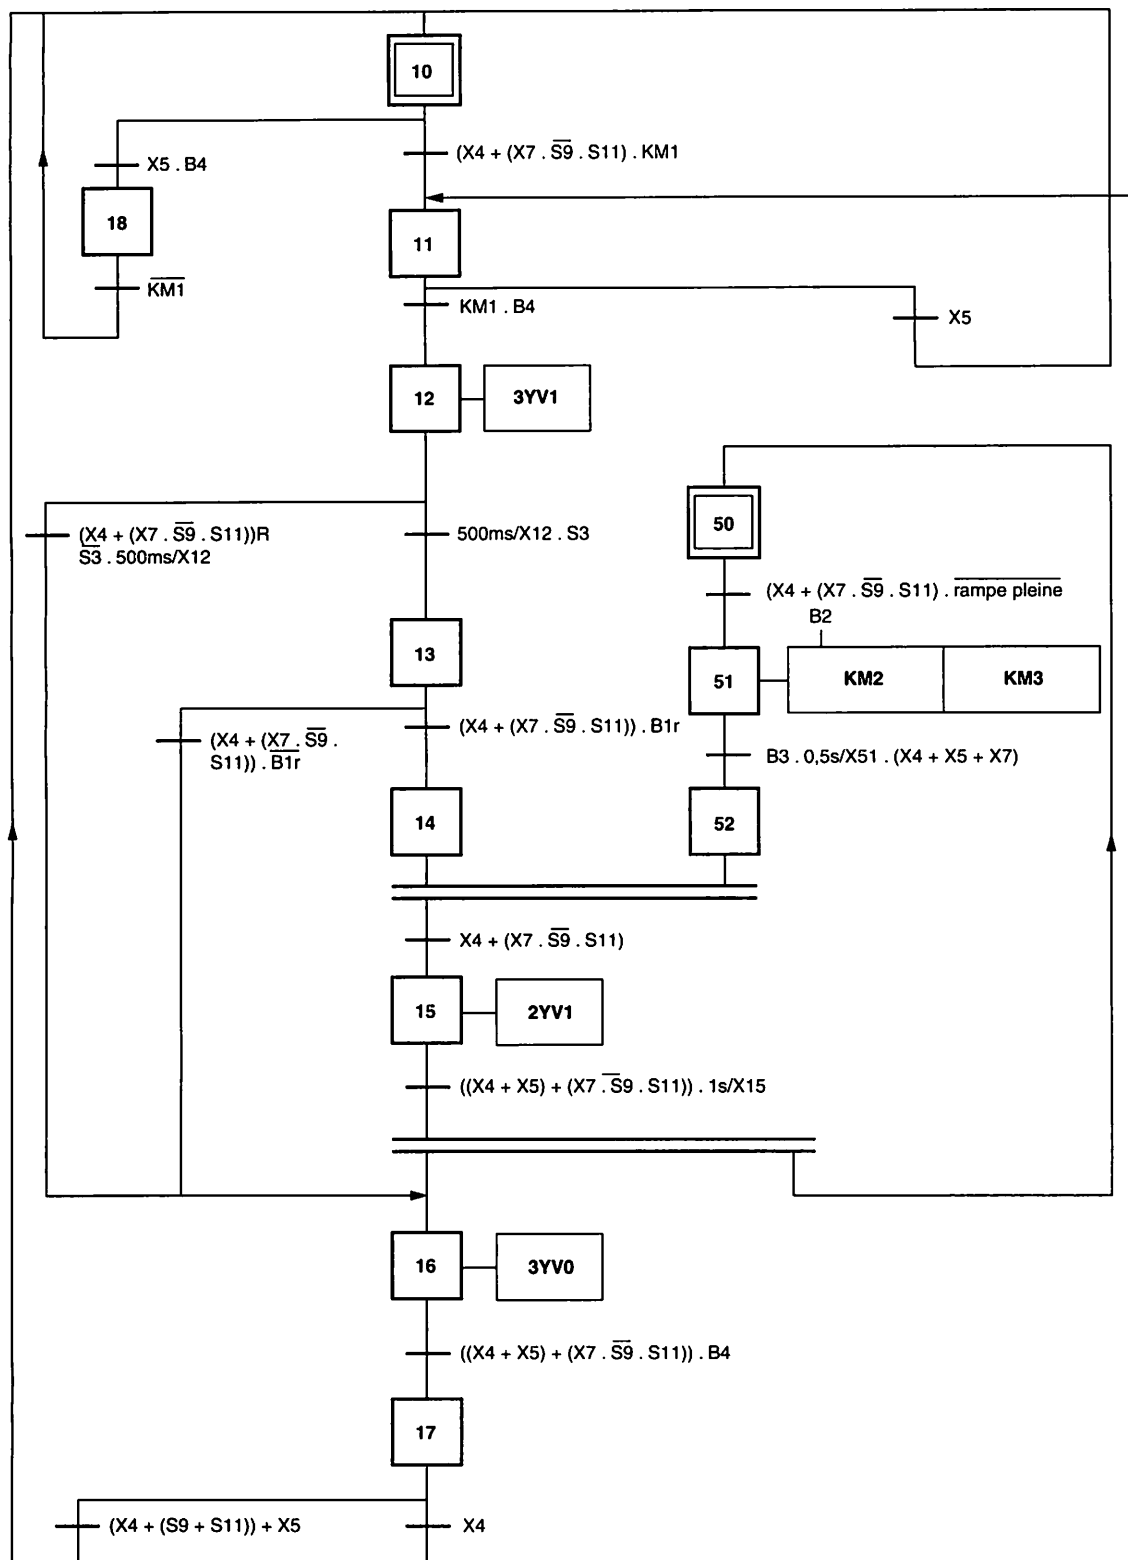 10
X5 . B4
(X4 + (X7 . S̅9̅ . S11) . KM1
18
11
K̅M̅1̅
KM1 . B4
X5
12
3YV1
50
(X4 + (X7 . S̅9̅ . S11))R
S̅3̅ . 500ms/X12
500ms/X12 . S3
(X4 + (X7 . S̅9̅ . S11) . r̅a̅m̅p̅e̅ ̅p̅l̅e̅i̅n̅e̅
B2
13
51
KM2
KM3
(X4 + (X7 . S̅9̅ .
S11)) . B̅1̅r̅
(X4 + (X7 . S̅9̅ . S11)) . B1r
B3 . 0,5s/X51 . (X4 + X5 + X7)
14
52
X4 + (X7 . S̅9̅ . S11)
15
2YV1
((X4 + X5) + (X7 . S̅9̅ . S11)) . 1s/X15
16
3YV0
((X4 + X5) + (X7 . S̅9̅ . S11)) . B4
17
(X4 + (S9 + S11)) + X5
X4